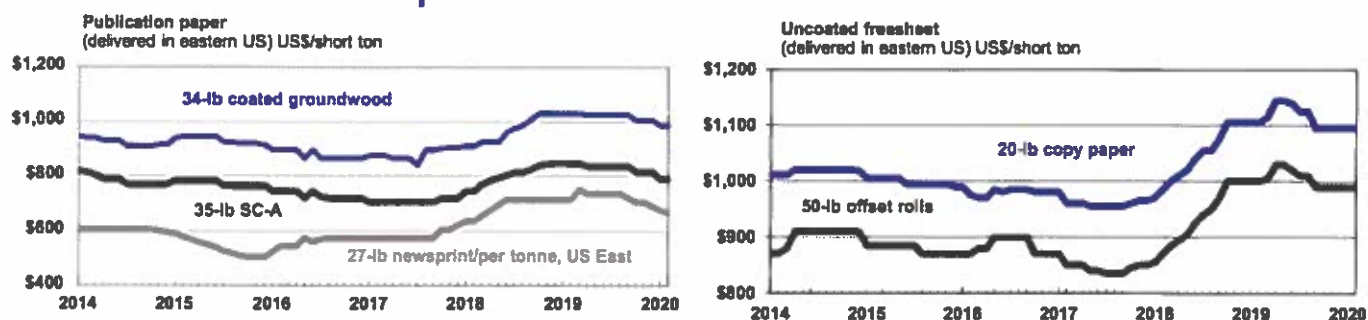 Publication paper
(delivered in eastern US) US$/short ton
$1,200
$1,000
$800
$600
$400
34-lb coated groundwood
35-lb SC-A
27-lb newsprint/per tonne, US East
2014 2015 2016 2017 2018 2019 2020
Uncoated freesheet
(delivered in eastern US) US$/short ton
$1,200
$1,100
$1,000
$900
$800
20-lb copy paper
50-lb offset rolls
2014 2015 2016 2017 2018 2019 2020